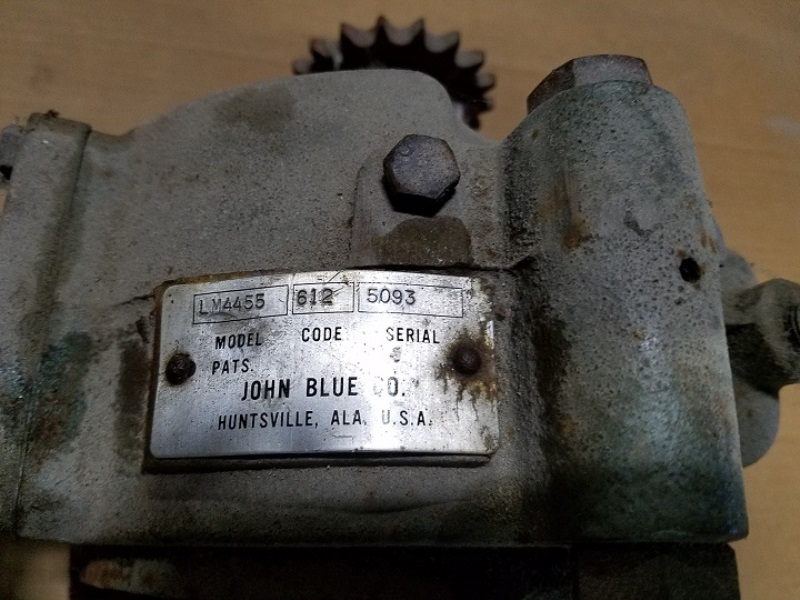 LM4455 612 5093
MODEL CODE SERIAL
PATS.
JOHN BLUE CO.
HUNTSVILLE, ALA. U.S.A.